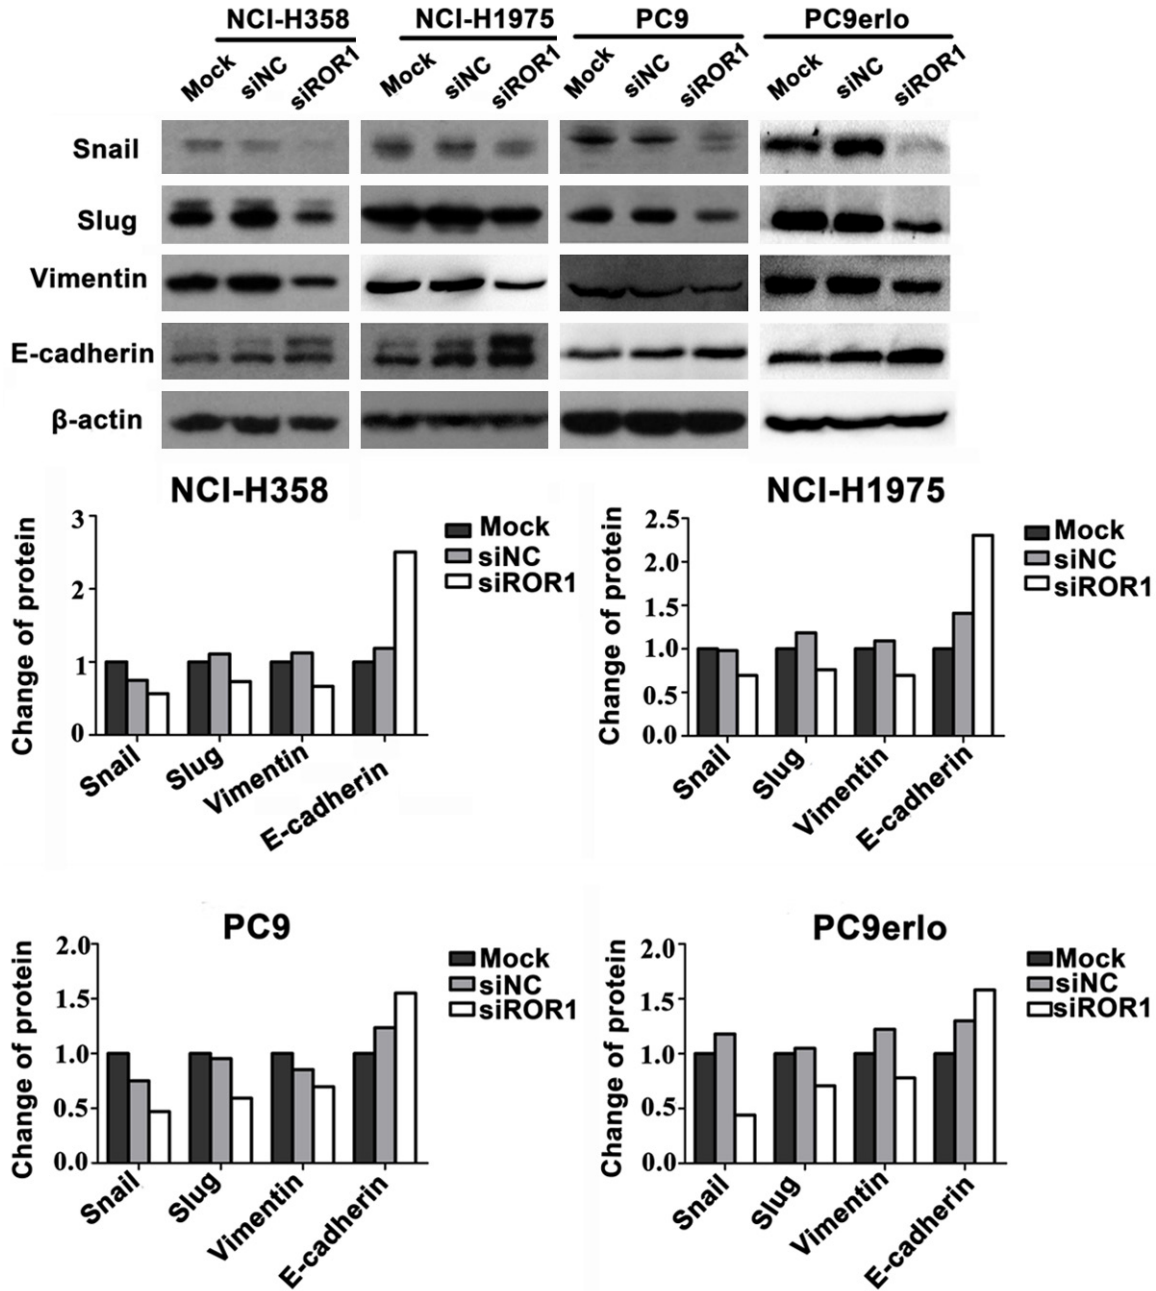 NCI-H358 NCI-H1975 PC9 PC9erlo
Mock siNC siROR1 Mock siNC siROR1 Mock siNC siROR1 Mock siNC siROR1
Snail
Slug
Vimentin
E-cadherin
β-actin
NCI-H358
Change of protein
3
2
1
0
Snail Slug Vimentin E-cadherin
Mock
siNC
siROR1
NCI-H1975
Change of protein
2.5
2.0
1.5
1.0
0.5
0.0
Snail Slug Vimentin E-cadherin
Mock
siNC
siROR1
PC9
Change of protein
2.0
1.5
1.0
0.5
0.0
Snail Slug Vimentin E-cadherin
Mock
siNC
siROR1
PC9erlo
Change of protein
2.0
1.5
1.0
0.5
0.0
Snail Slug Vimentin E-cadherin
Mock
siNC
siROR1